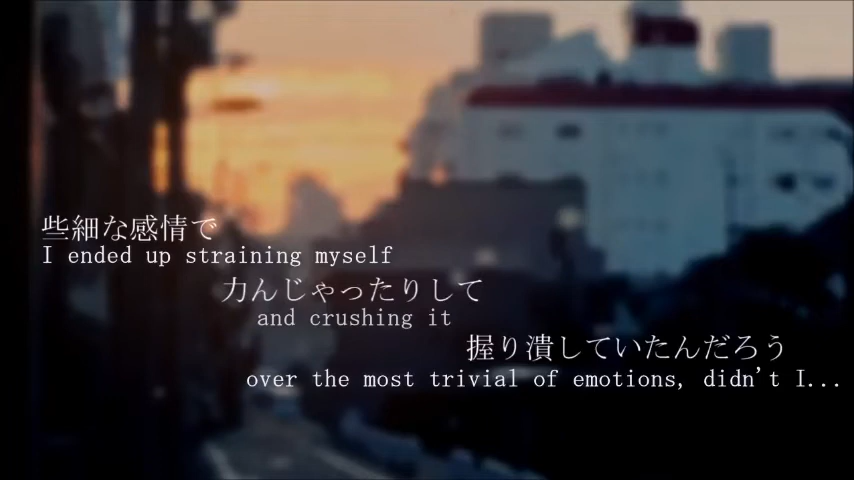 些細な感情で
I ended up straining myself
力んじゃったりして
and crushing it
握り潰していたんだろう
over the most trivial of emotions, didn't I...